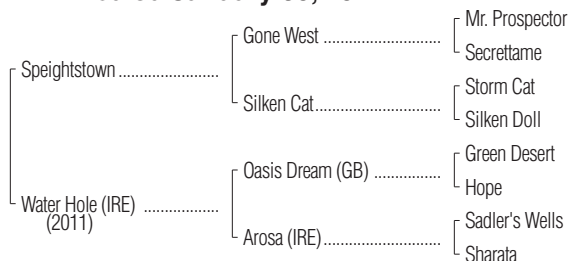 Mr. Prospector
Gone West ..............................
Secrettame
Speightstown ........................
Storm Cat
Silken Cat...............................
Silken Doll
Green Desert
Oasis Dream (GB) ................
Hope
Water Hole (IRE) ..................
(2011)
Sadler's Wells
Arosa (IRE)............................
Sharata